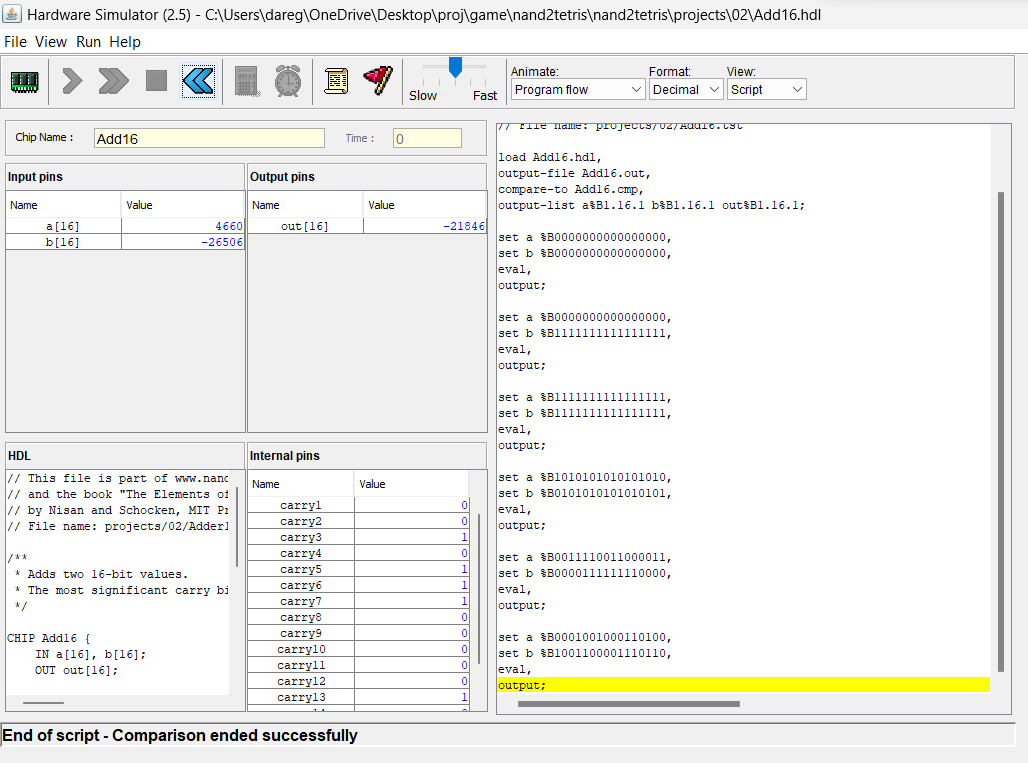 Hardware Simulator (2.5) - C:\Users\dareg\OneDrive\Desktop\proj\game\nand2tetris\nand2tetris\projects\02\Add16.hdl
File View Run Help
Slow
Fast
Animate:
Program flow
Format:
Decimal
View:
Script
Chip Name :
Add16
Time :
0
Input pins
Name Value
a[16] 4660
b[16] -26506
Output pins
Name Value
out[16] -21846
HDL
// This file is part of www.nand
// and the book "The Elements of
// by Nisan and Schocken, MIT Pr
// File name: projects/02/Adder1
/**
* Adds two 16-bit values.
* The most significant carry bi
*/
CHIP Add16 {
IN a[16], b[16];
OUT out[16];
Internal pins
Name Value
carry1 0
carry2 0
carry3 1
carry4 0
carry5 1
carry6 1
carry7 1
carry8 0
carry9 0
carry10 0
carry11 0
carry12 0
carry13 1
// File name: projects/02/Add16.tst
load Add16.hdl,
output-file Add16.out,
compare-to Add16.cmp,
output-list a%B1.16.1 b%B1.16.1 out%B1.16.1;
set a %B0000000000000000,
set b %B0000000000000000,
eval,
output;
set a %B0000000000000000,
set b %B1111111111111111,
eval,
output;
set a %B1111111111111111,
set b %B1111111111111111,
eval,
output;
set a %B1010101010101010,
set b %B0101010101010101,
eval,
output;
set a %B0011110011000011,
set b %B0000111111110000,
eval,
output;
set a %B0001001000110100,
set b %B1001100001110110,
eval,
output;
End of script - Comparison ended successfully